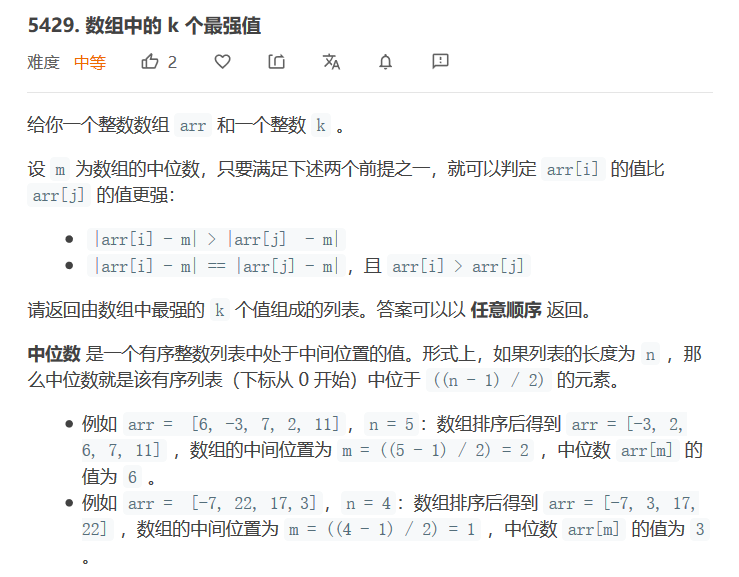 5429. 数组中的 k 个最强值
难度 中等 2
给你一个整数数组 arr 和一个整数 k 。
设 m 为数组的中位数，只要满足下述两个前提之一，就可以判定 arr[i] 的值比
arr[j] 的值更强：
|arr[i] - m| > |arr[j] - m|
|arr[i] - m| == |arr[j] - m|，且 arr[i] > arr[j]
请返回由数组中最强的 k 个值组成的列表。答案可以以 任意顺序 返回。
中位数 是一个有序整数列表中处于中间位置的值。形式上，如果列表的长度为 n ，那
么中位数就是该有序列表（下标从 0 开始）中位于 ((n - 1) / 2) 的元素。
例如 arr = [6, -3, 7, 2, 11]，n = 5：数组排序后得到 arr = [-3, 2,
6, 7, 11] ，数组的中间位置为 m = ((5 - 1) / 2) = 2 ，中位数 arr[m] 的
值为 6 。
例如 arr = [-7, 22, 17, 3]，n = 4：数组排序后得到 arr = [-7, 3, 17,
22] ，数组的中间位置为 m = ((4 - 1) / 2) = 1 ，中位数 arr[m] 的值为 3
。